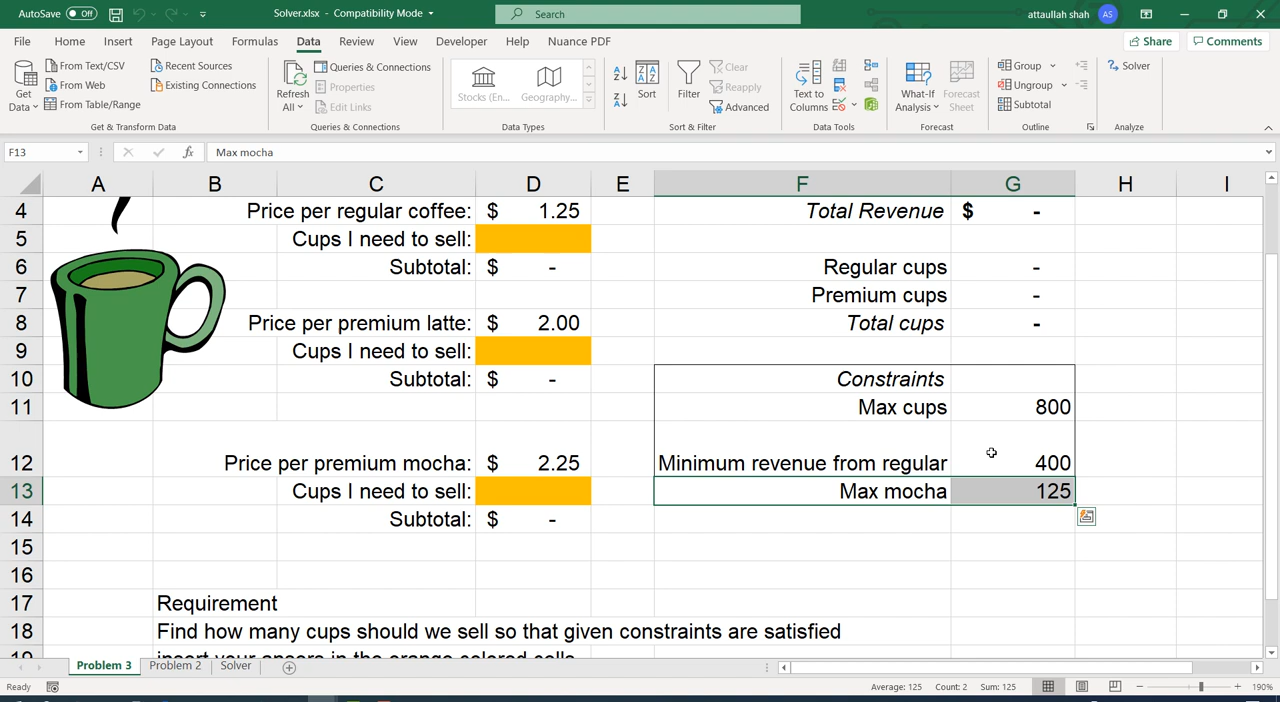 AutoSave Off Solver.xlsx - Compatibility Mode Search attaullah shah AS
File Home Insert Page Layout Formulas Data Review View Developer Help Nuance PDF Share Comments
Get Data
From Text/CSV
From Web
From Table/Range
Recent Sources
Existing Connections
Get & Transform Data
Refresh All
Queries & Connections
Properties
Edit Links
Queries & Connections
Stocks (En...
Geography...
Data Types
Sort
Filter
Clear
Reapply
Advanced
Sort & Filter
Text to Columns
Data Tools
What-If Analysis
Forecast Sheet
Forecast
Group
Ungroup
Subtotal
Outline
Solver
Analyze
F13 fx Max mocha
A B C D E F G H I
4 Price per regular coffee: $ 1.25 Total Revenue $ -
5 Cups I need to sell:
6 Subtotal: $ - Regular cups -
7 Premium cups -
8 Price per premium latte: $ 2.00 Total cups -
9 Cups I need to sell:
10 Subtotal: $ - Constraints
11 Max cups 800
12 Price per premium mocha: $ 2.25 Minimum revenue from regular 400
13 Cups I need to sell: Max mocha 125
14 Subtotal: $ -
15
16
17 Requirement
18 Find how many cups should we sell so that given constraints are satisfied
19 insert your ansers in the orange colored cells
Problem 3 Problem 2 Solver
Ready Average: 125 Count: 2 Sum: 125 190%